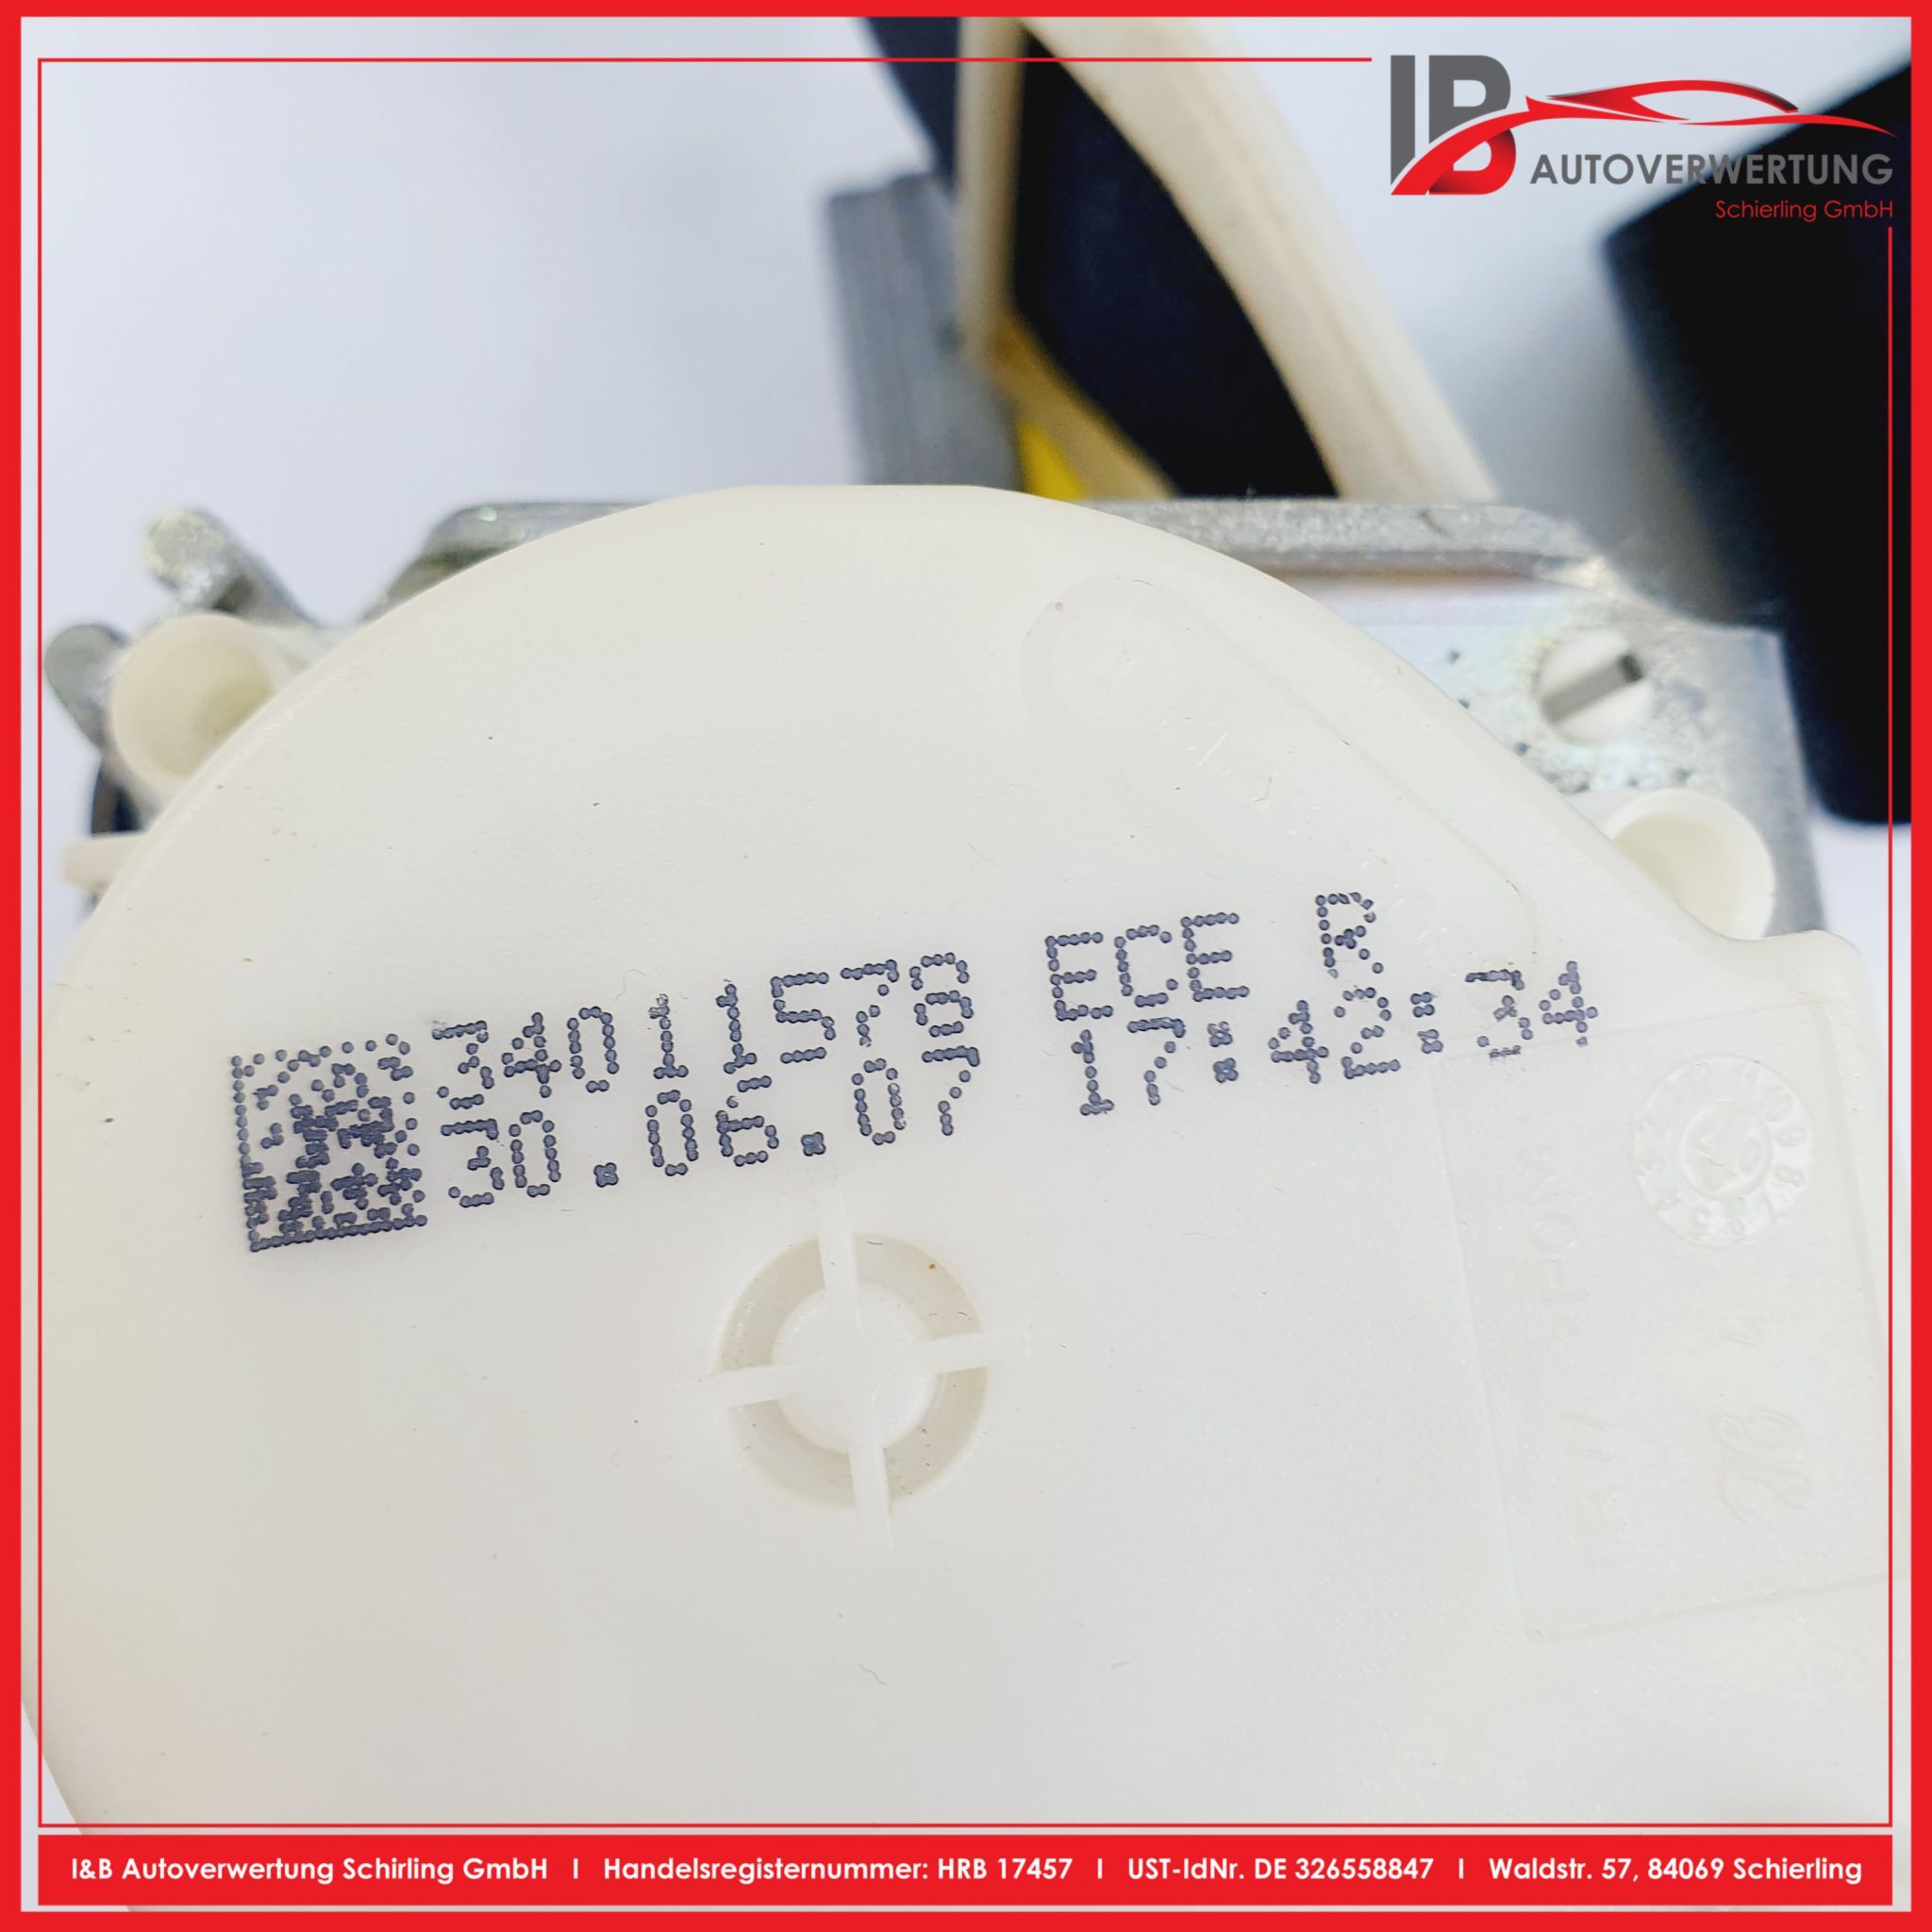 IB
AUTOVERWERTUNG
Schierling GmbH
34011578 ECE R
30.06.07 17:42:34
I&B Autoverwertung Schirling GmbH I Handelsregisternummer: HRB 17457 I UST-IdNr. DE 326558847 I Waldstr. 57, 84069 Schierling